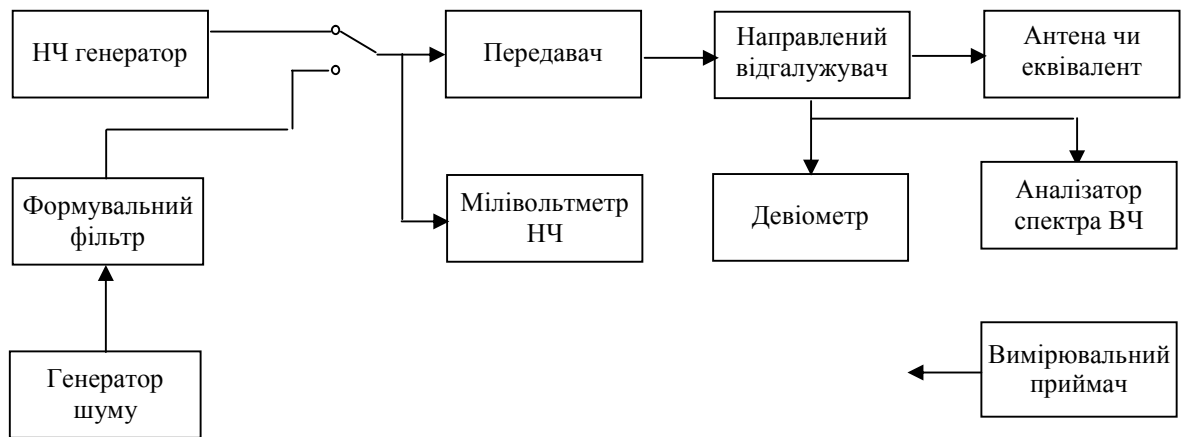 НЧ генератор
Передавач
Направлений
відгалужувач
Антена чи
еквівалент
Формувальний
фільтр
Мілівольтметр
НЧ
Девіометр
Аналізатор
спектра ВЧ
Генератор
шуму
Вимірювальний
приймач